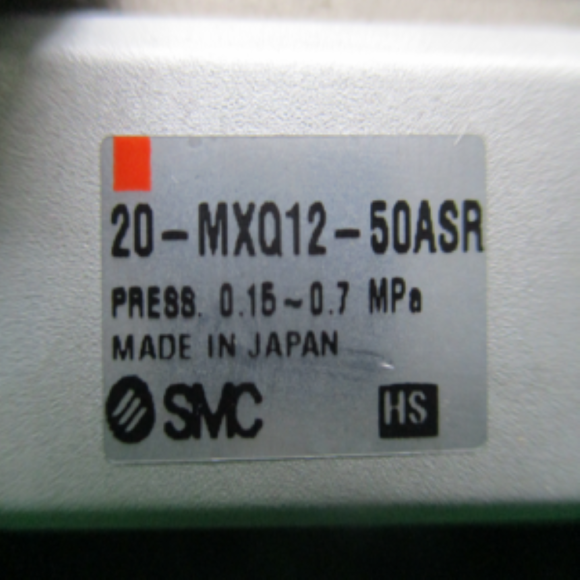 20-MXQ12-50ASR
PRESS. 0.15~0.7 MPa
MADE IN JAPAN
SMC HS